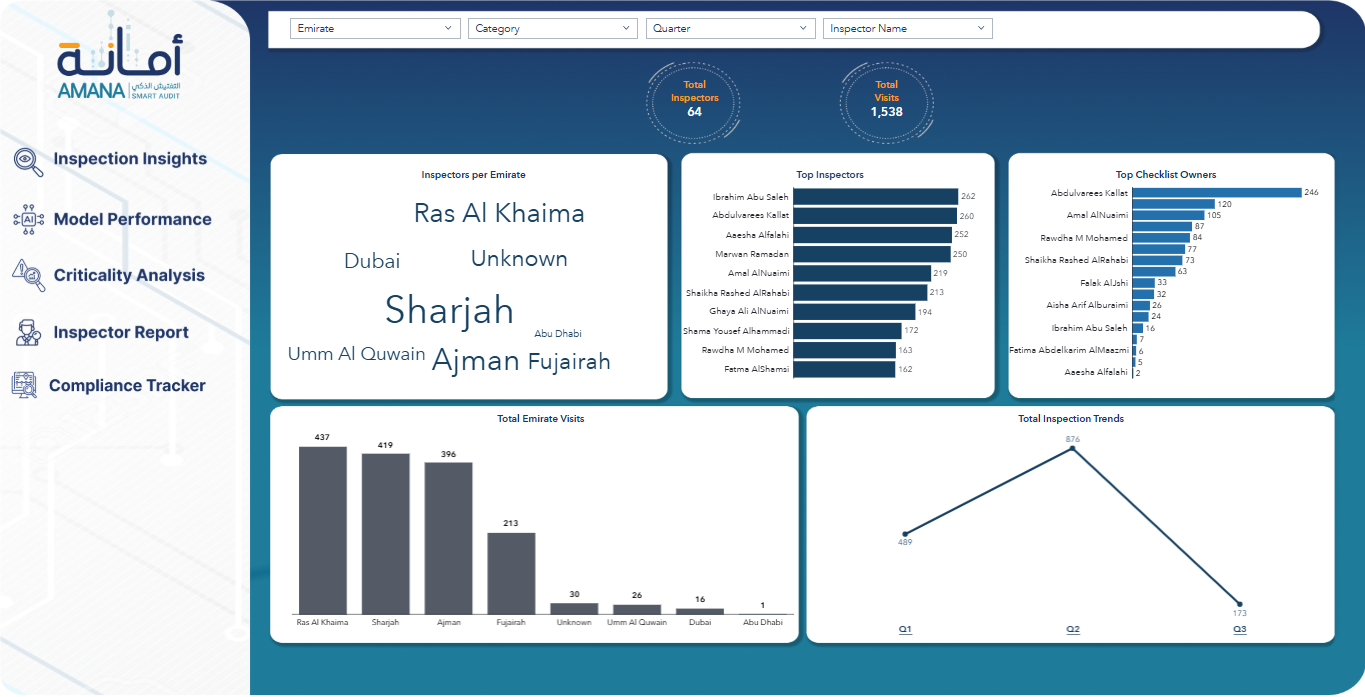 أمانة
AMANA
التفتيش الذكي
SMART AUDIT
Inspection Insights
AI
Model Performance
Criticality Analysis
Inspector Report
Compliance Tracker
Emirate
Category
Quarter
Inspector Name
Total
Inspectors
64
Total
Visits
1,538
Inspectors per Emirate
Ras Al Khaima
Dubai
Unknown
Sharjah
Abu Dhabi
Umm Al Quwain
Ajman
Fujairah
Top Inspectors
Ibrahim Abu Saleh 262
Abdulvarees Kallat 260
Aaesha Alfalahi 252
Marwan Ramadan 250
Amal AlNuaimi 219
Shaikha Rashed AlRahabi 213
Ghaya Ali AlNuaimi 194
Shama Yousef Alhammadi 172
Rawdha M Mohamed 163
Fatma AlShamsi 162
Top Checklist Owners
Abdulvarees Kallat 246
120
Amal AlNuaimi 105
87
Rawdha M Mohamed 84
77
Shaikha Rashed AlRahabi 73
63
Falak AlJshi 33
32
Aisha Arif Alburaimi 26
24
Ibrahim Abu Saleh 16
7
Fatima Abdelkarim AlMaazmi 6
5
Aaesha Alfalahi 2
Total Emirate Visits
437
419
396
213
30
26
16
1
Ras Al Khaima
Sharjah
Ajman
Fujairah
Unknown
Umm Al Quwain
Dubai
Abu Dhabi
Total Inspection Trends
876
489
173
Q1
Q2
Q3